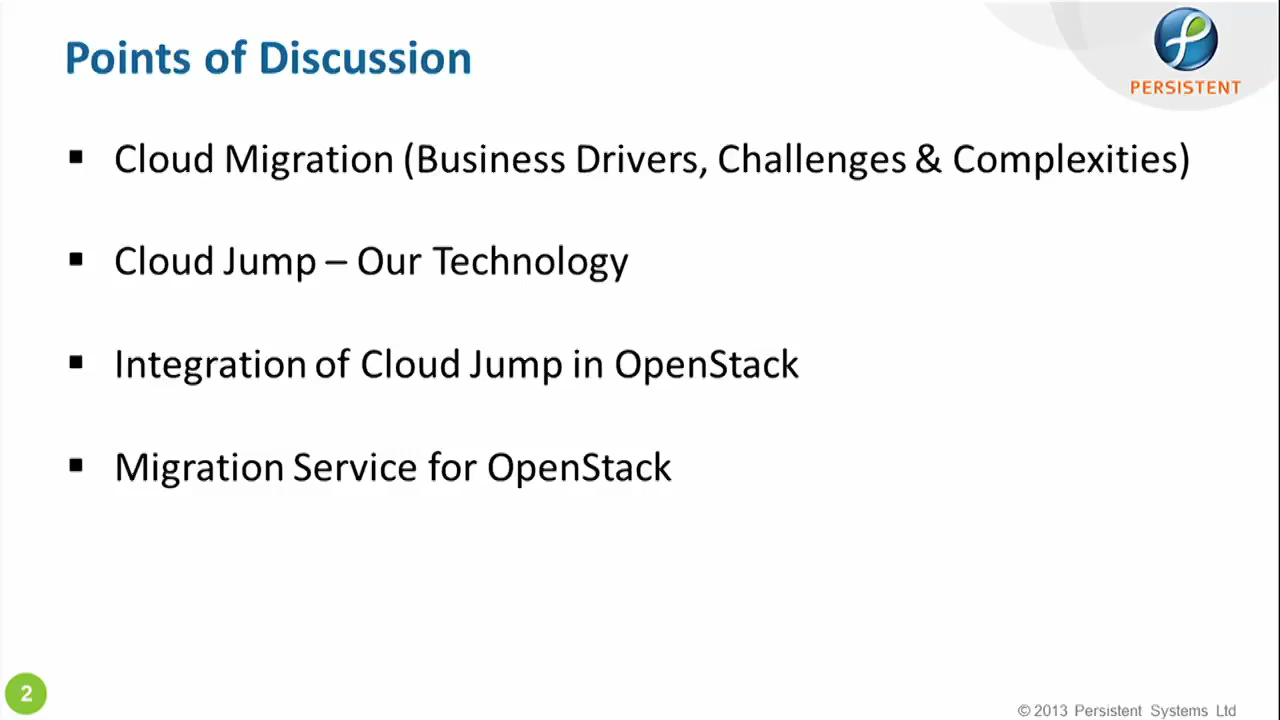 Points of Discussion
PERSISTENT
▪ Cloud Migration (Business Drivers, Challenges & Complexities)
▪ Cloud Jump – Our Technology
▪ Integration of Cloud Jump in OpenStack
▪ Migration Service for OpenStack
2
© 2013 Persistent Systems Ltd